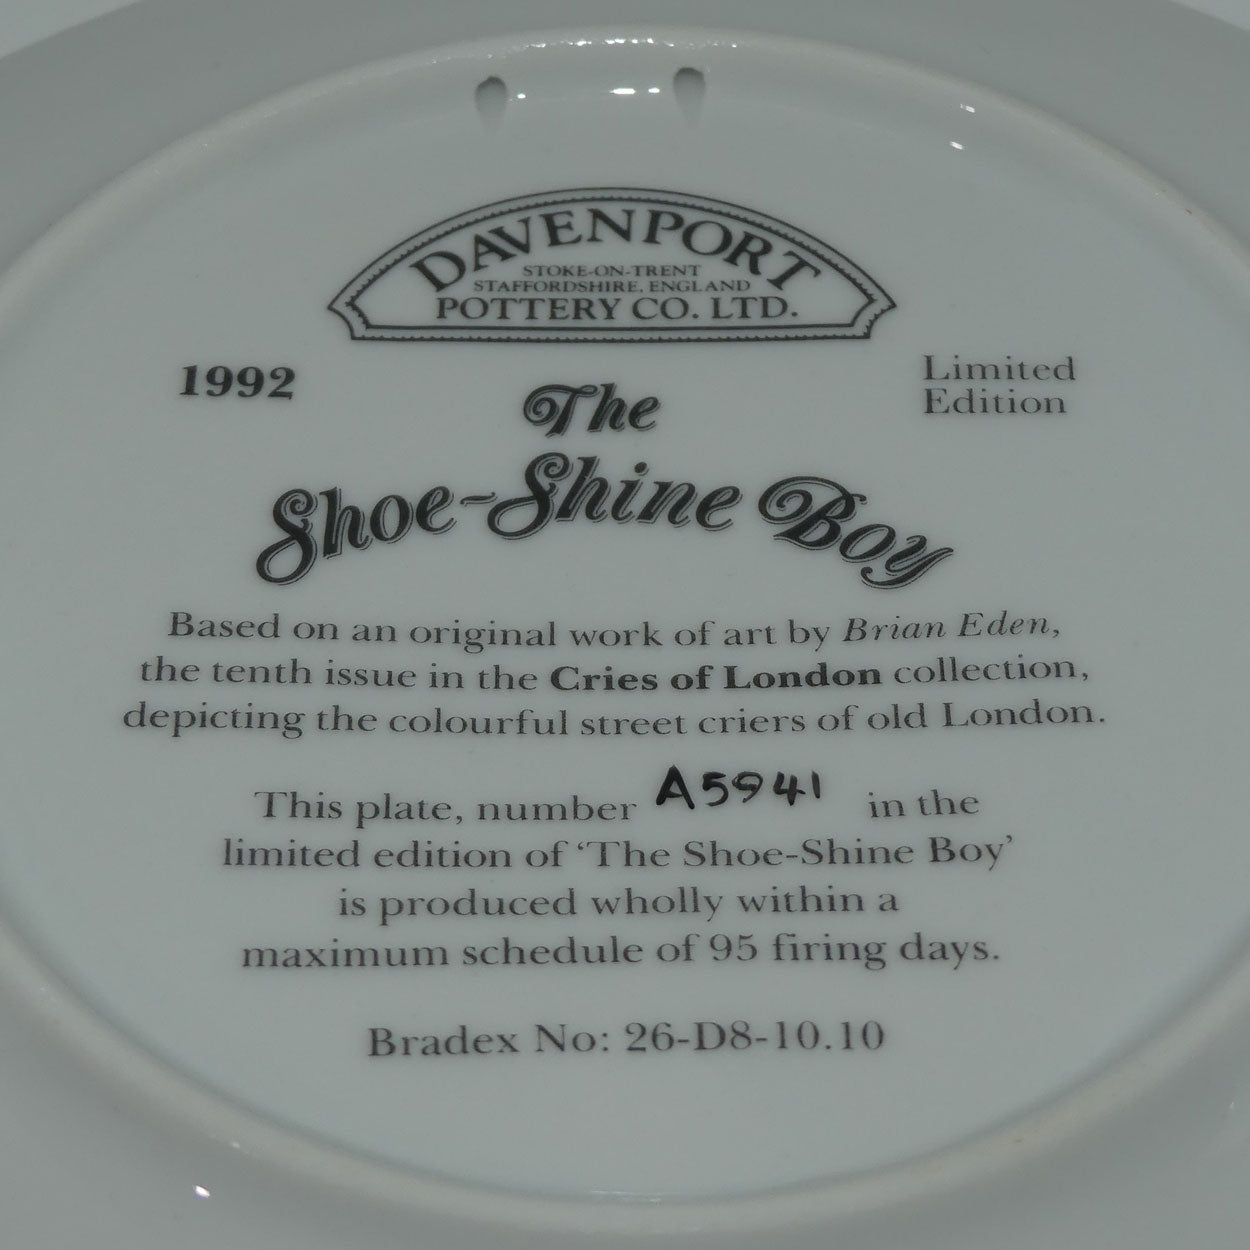 DAVENPORT
STOKE-ON-TRENT
STAFFORDSHIRE, ENGLAND
POTTERY CO. LTD.
1992
Limited
Edition
The
Shoe-Shine Boy
Based on an original work of art by Brian Eden,
the tenth issue in the Cries of London collection,
depicting the colourful street criers of old London.
This plate, number A5941 in the
limited edition of ‘The Shoe-Shine Boy’
is produced wholly within a
maximum schedule of 95 firing days.
Bradex No: 26-D8-10.10